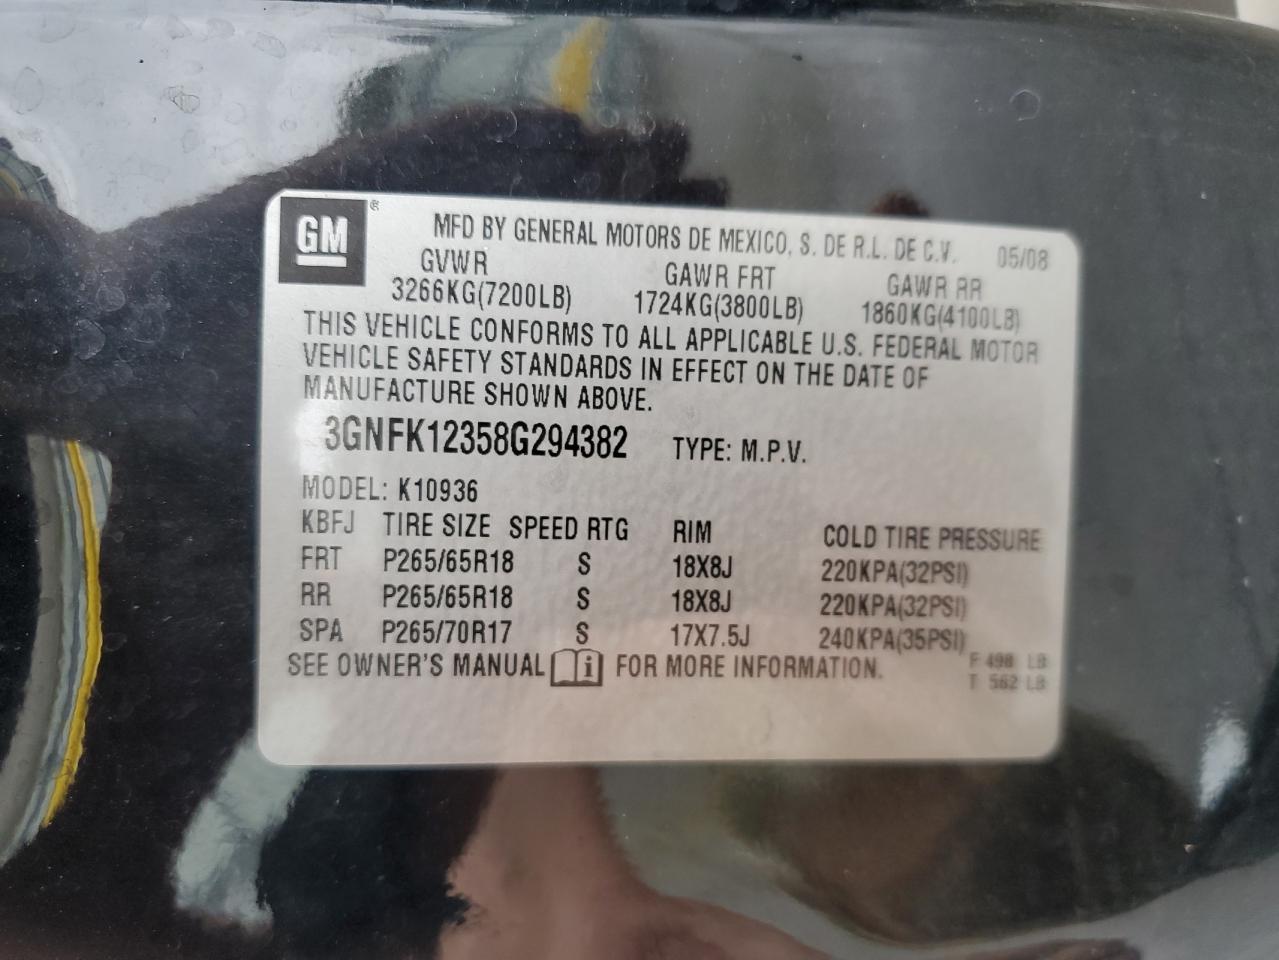 GM ®
MFD BY GENERAL MOTORS DE MEXICO, S. DE R.L. DE C.V. 05/08
GVWR GAWR FRT GAWR RR
3266KG(7200LB) 1724KG(3800LB) 1860KG(4100LB)
THIS VEHICLE CONFORMS TO ALL APPLICABLE U.S. FEDERAL MOTOR
VEHICLE SAFETY STANDARDS IN EFFECT ON THE DATE OF
MANUFACTURE SHOWN ABOVE.
3GNFK12358G294382 TYPE: M.P.V.
MODEL: K10936
KBFJ TIRE SIZE SPEED RTG RIM COLD TIRE PRESSURE
FRT P265/65R18 S 18X8J 220KPA(32PSI)
RR P265/65R18 S 18X8J 220KPA(32PSI)
SPA P265/70R17 S 17X7.5J 240KPA(35PSI)
SEE OWNER'S MANUAL i FOR MORE INFORMATION.
F 498 LB
T 562 LB